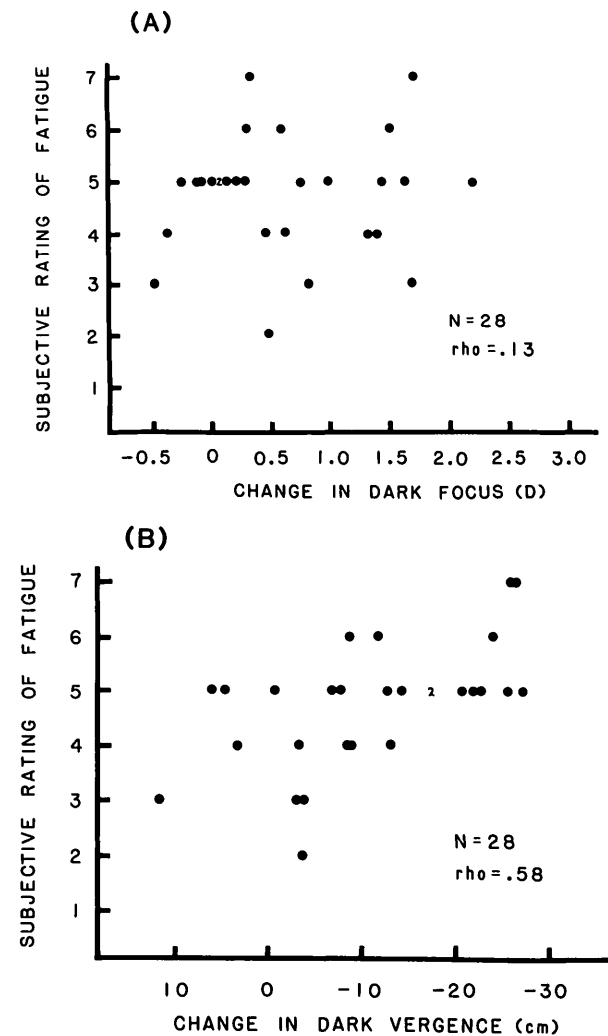 (A)
SUBJECTIVE RATING OF FATIGUE
7
6
5
4
3
2
1
2
N = 28
rho = .13
-0.5 0 0.5 1.0 1.5 2.0 2.5 3.0
CHANGE IN DARK FOCUS (D)
(B)
SUBJECTIVE RATING OF FATIGUE
7
6
5
4
3
2
1
2
N = 28
rho = .58
10 0 -10 -20 -30
CHANGE IN DARK VERGENCE (cm)